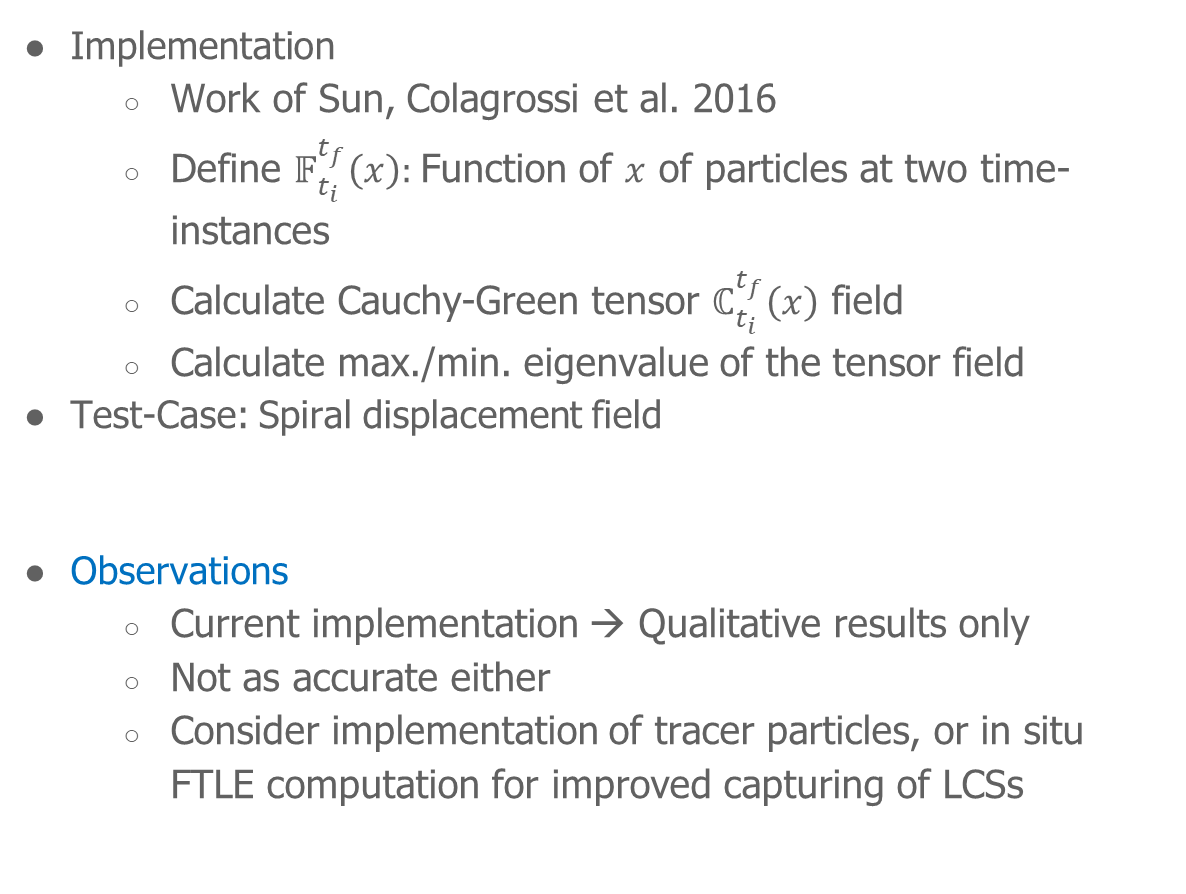 ● Implementation
○ Work of Sun, Colagrossi et al. 2016
○ Define 𝔽_{t_i}^{t_f}(x): Function of x of particles at two time-
instances
○ Calculate Cauchy-Green tensor ℂ_{t_i}^{t_f}(x) field
○ Calculate max./min. eigenvalue of the tensor field
● Test-Case: Spiral displacement field
● Observations
○ Current implementation → Qualitative results only
○ Not as accurate either
○ Consider implementation of tracer particles, or in situ
FTLE computation for improved capturing of LCSs